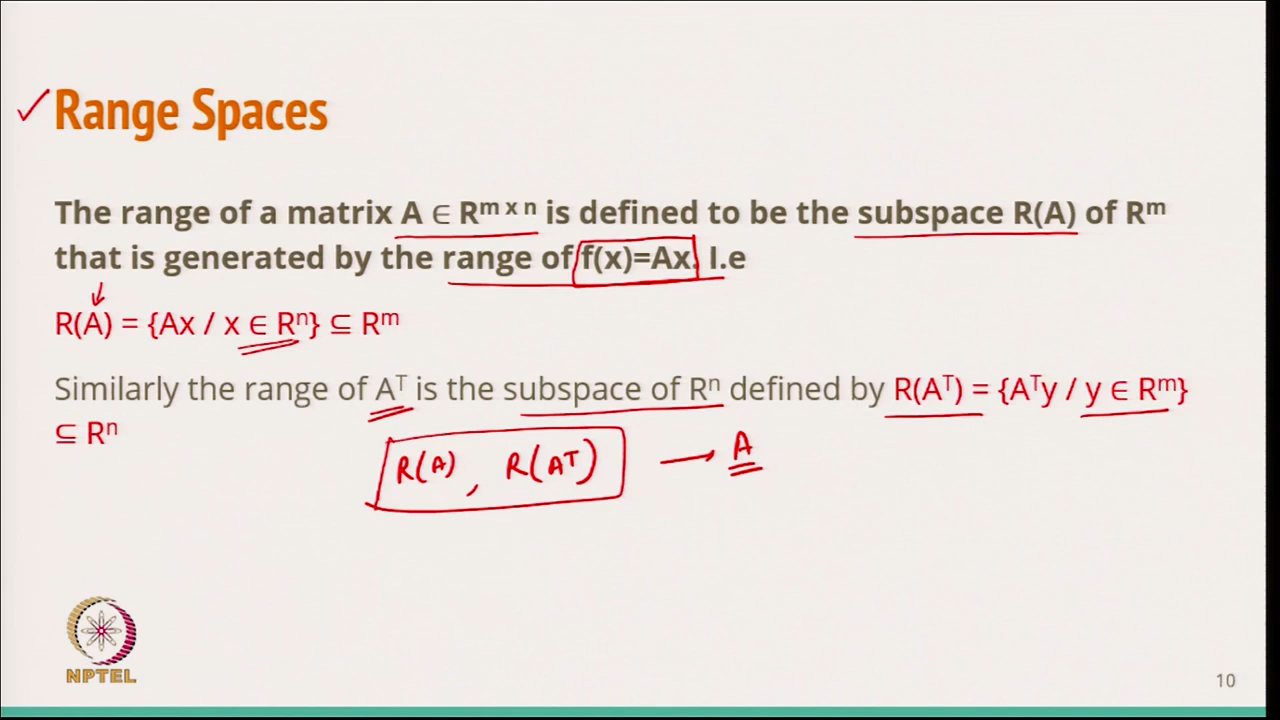 Range Spaces
The range of a matrix A ∈ Rᵐ ˣ ⁿ is defined to be the subspace R(A) of Rᵐ
that is generated by the range of f(x)=Ax. I.e
R(A) = {Ax / x ∈ Rⁿ} ⊆ Rᵐ
Similarly the range of Aᵀ is the subspace of Rⁿ defined by R(Aᵀ) = {Aᵀy / y ∈ Rᵐ}
⊆ Rⁿ
R(A), R(Aᵀ) → A
NPTEL
10